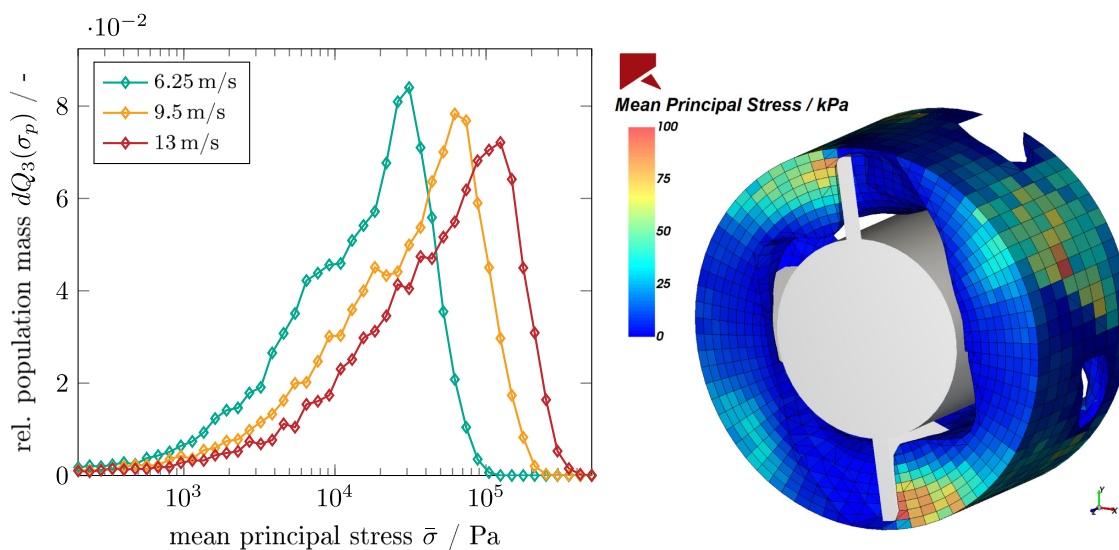 ·10⁻²
rel. population mass dQ₃(σₚ) / -
8
6
4
2
0
6.25 m/s
9.5 m/s
13 m/s
10³
10⁴
10⁵
mean principal stress σ̄ / Pa
Mean Principal Stress / kPa
100
75
50
25
0
Y
Z
X